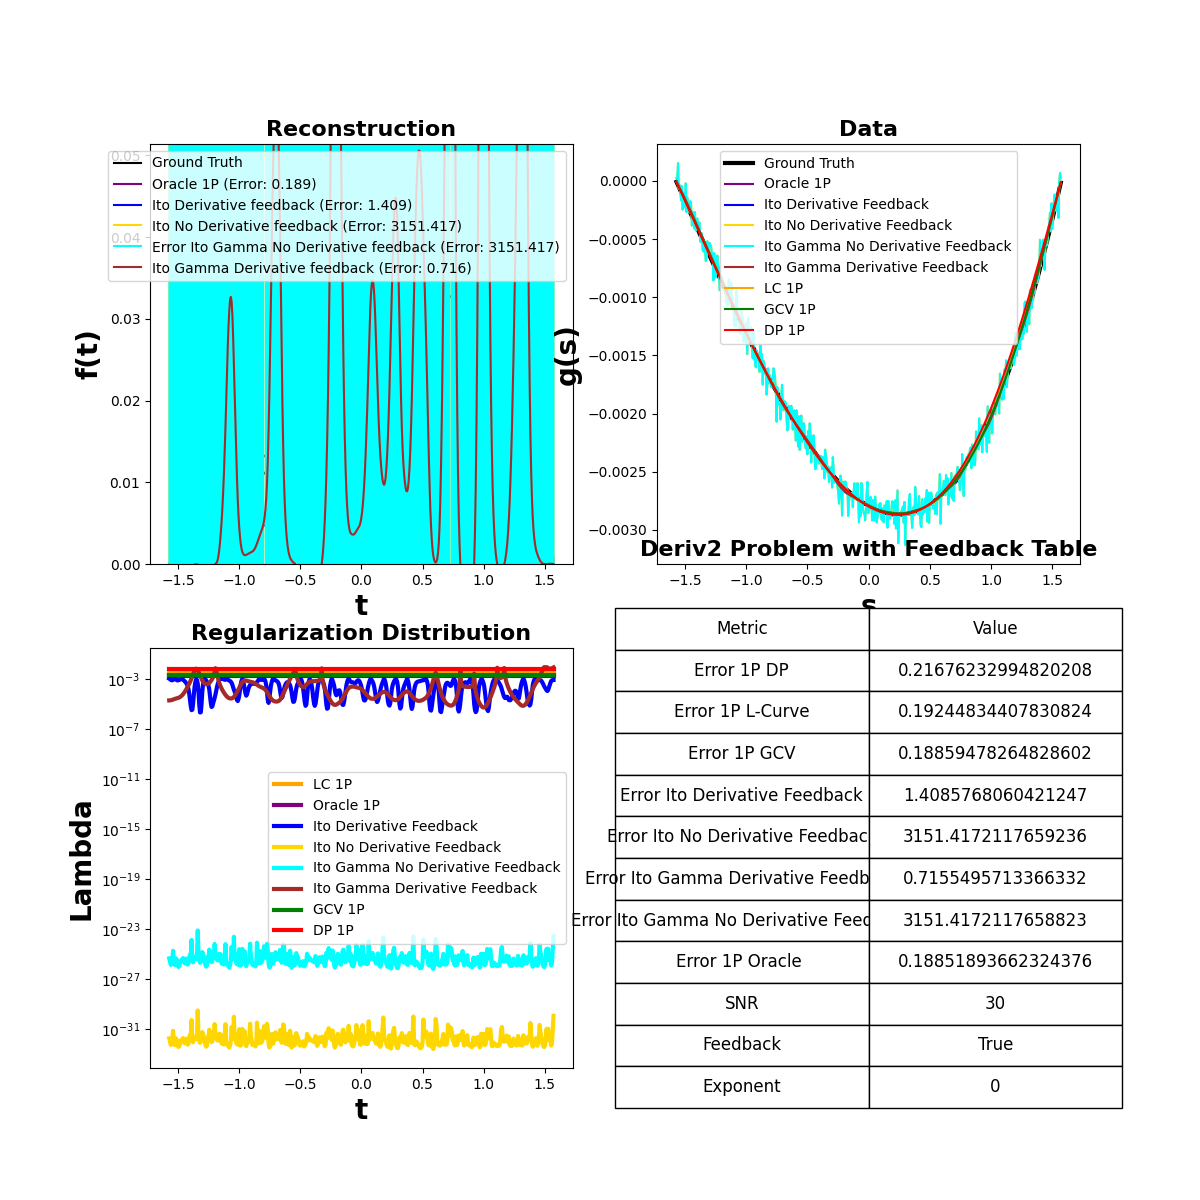 Reconstruction
0.05
0.04
0.03
0.02
0.01
0.00
f(t)
Ground Truth
Oracle 1P (Error: 0.189)
Ito Derivative feedback (Error: 1.409)
Ito No Derivative feedback (Error: 3151.417)
Error Ito Gamma No Derivative feedback (Error: 3151.417)
Ito Gamma Derivative feedback (Error: 0.716)
−1.5 −1.0 −0.5 0.0 0.5 1.0 1.5
t
Data
0.0000
−0.0005
−0.0010
−0.0015
−0.0020
−0.0025
−0.0030
g(s)
Ground Truth
Oracle 1P
Ito Derivative Feedback
Ito No Derivative Feedback
Ito Gamma No Derivative Feedback
Ito Gamma Derivative Feedback
LC 1P
GCV 1P
DP 1P
−1.5 −1.0 −0.5 0.0 0.5 1.0 1.5
s
Regularization Distribution
10⁻³
10⁻⁷
10⁻¹¹
10⁻¹⁵
10⁻¹⁹
10⁻²³
10⁻²⁷
10⁻³¹
Lambda
LC 1P
Oracle 1P
Ito Derivative Feedback
Ito No Derivative Feedback
Ito Gamma No Derivative Feedback
Ito Gamma Derivative Feedback
GCV 1P
DP 1P
−1.5 −1.0 −0.5 0.0 0.5 1.0 1.5
t
Deriv2 Problem with Feedback Table
Metric Value
Error 1P DP 0.21676232994820208
Error 1P L-Curve 0.19244834407830824
Error 1P GCV 0.18859478264828602
Error Ito Derivative Feedback 1.4085768060421247
Error Ito No Derivative Feedbac 3151.4172117659236
Error Ito Gamma Derivative Feedb 0.7155495713366332
Error Ito Gamma No Derivative Feed 3151.4172117658823
Error 1P Oracle 0.18851893662324376
SNR 30
Feedback True
Exponent 0